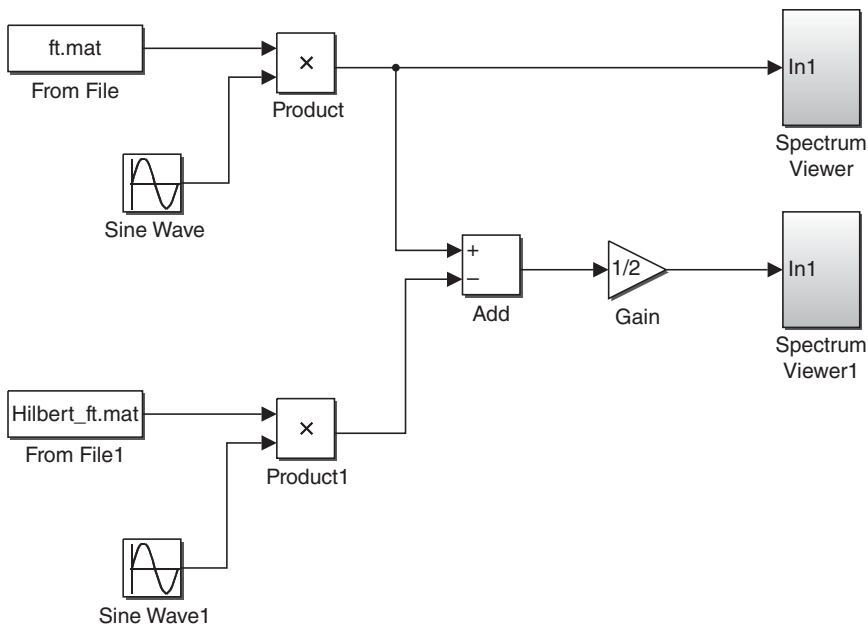 ft.mat
From File
×
Product
In1
Spectrum
Viewer
Sine Wave
+
−
Add
1/2
Gain
In1
Spectrum
Viewer1
Hilbert_ft.mat
From File1
×
Product1
Sine Wave1